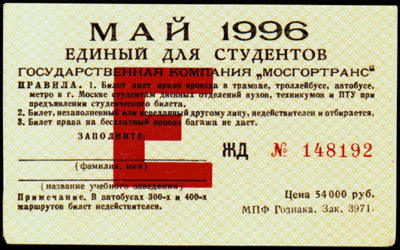 МАЙ 1996
ЕДИНЫЙ ДЛЯ СТУДЕНТОВ
ГОСУДАРСТВЕННАЯ КОМПАНИЯ „МОСГОРТРАНС"
ПРАВИЛА. 1. Билет дает право проезда в трамвае, троллейбусе, автобусе,
метро в г. Москве студентам дневных отделений вузов, техникумов и ПТУ при
предъявлении студенческого билета.
2. Билет, незаполненный или переданный другому лицу, недействителен и отбирается.
3. Билет права на бесплатный провоз багажа не даст.
ЗАПОЛНИТЕ:
Е
ЖД № 148192
(фамилия, имя)
(название учебного заведения)
Примечание. В автобусах 300-х и 400-х
маршрутов билет недействителен.
Цена 54 000 руб.
МПФ Гознака. Зак. 3971.